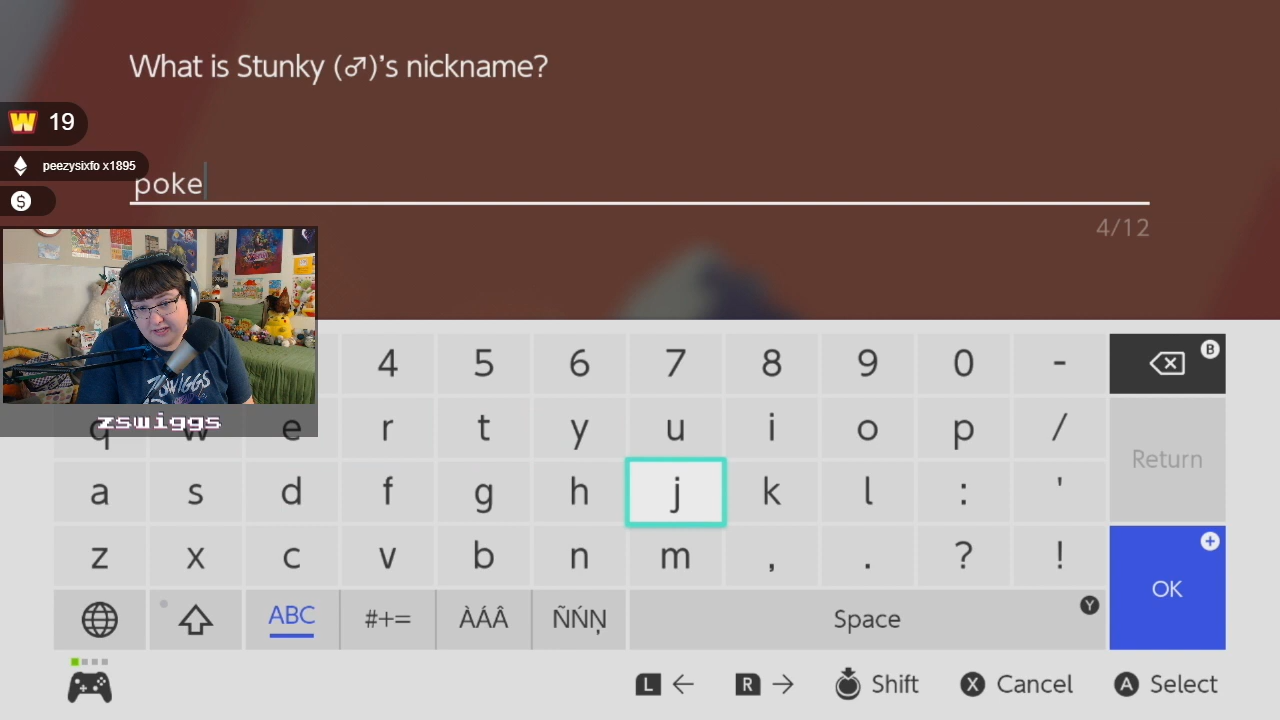 What is Stunky (♂)'s nickname?
W 19
peezysixfo x1895
poke
$
4/12
ZSWIGGS
zswiggs
4 5 6 7 8 9 0 - B
q w e r t y u i o p /
Return
a s d f g h j k l : '
z x c v b n m , . ? ! +
OK
ABC #+= ÀÁÂ ÑŃŅ Space Y
L ← R → Shift X Cancel A Select